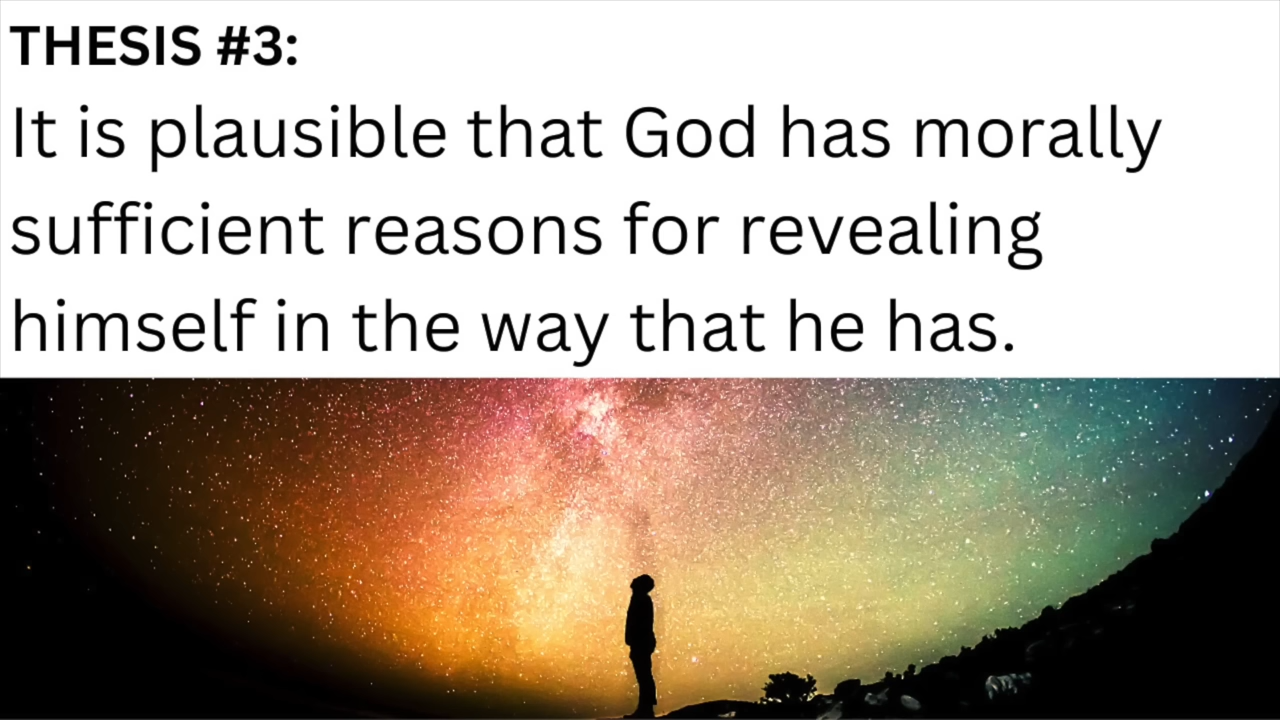 THESIS #3:
It is plausible that God has morally
sufficient reasons for revealing
himself in the way that he has.